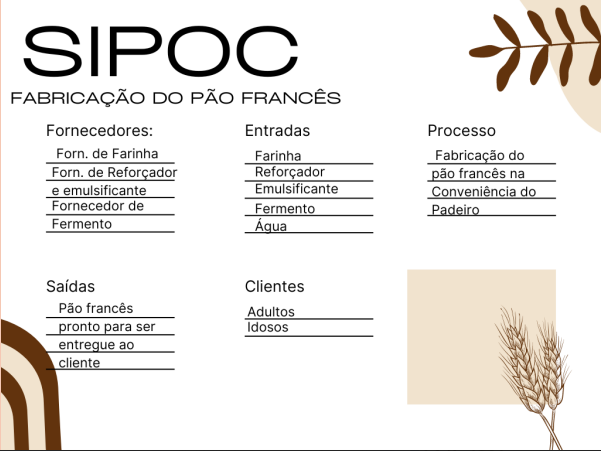 SIPOC
FABRICAÇÃO DO PÃO FRANCÊS
Fornecedores:
Forn. de Farinha
Forn. de Reforçador
e emulsificante
Fornecedor de
Fermento
Entradas
Farinha
Reforçador
Emulsificante
Fermento
Água
Processo
Fabricação do
pão francês na
Conveniência do
Padeiro
Saídas
Pão francês
pronto para ser
entregue ao
cliente
Clientes
Adultos
Idosos